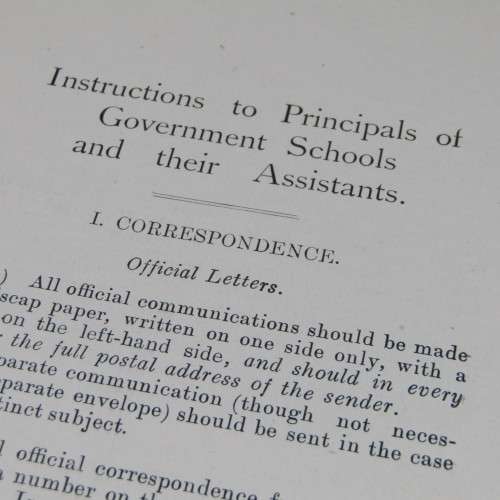 Instructions to Principals of
Government Schools
and their Assistants.
I. CORRESPONDENCE.
Official Letters.
) All official communications should be made
scap paper, written on one side only, with a
on the left-hand side, and should in every
the full postal address of the sender.
parate communication (though not neces-
parate envelope) should be sent in the case
tinct subject.
official correspondence
a number on the